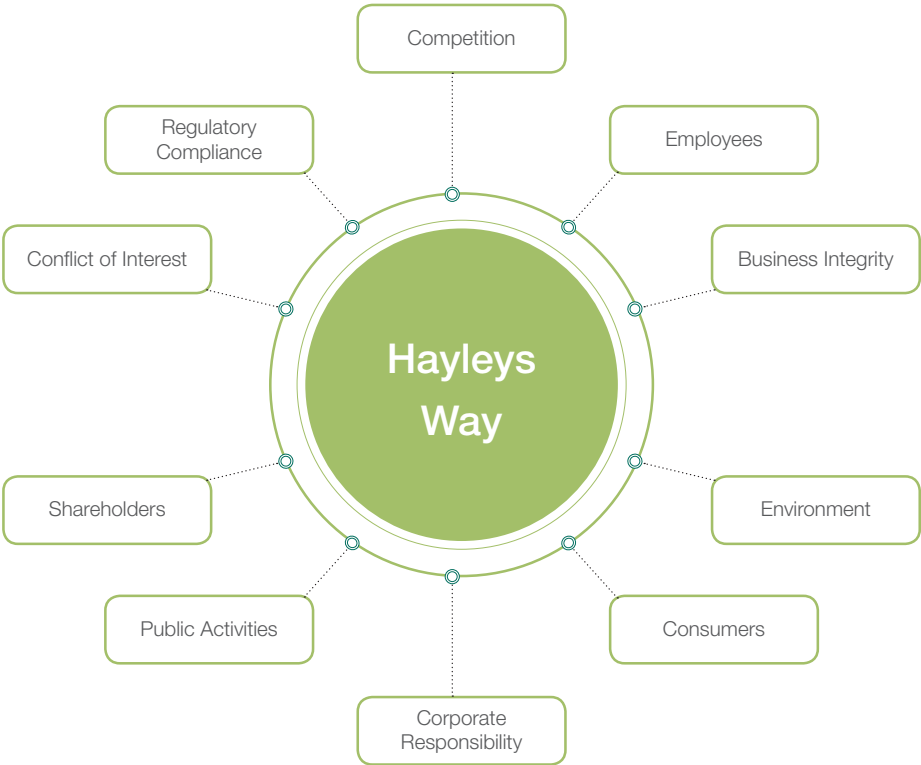 Competition
Regulatory
Compliance
Employees
Conflict of Interest
Business Integrity
Hayleys
Way
Shareholders
Environment
Public Activities
Consumers
Corporate
Responsibility